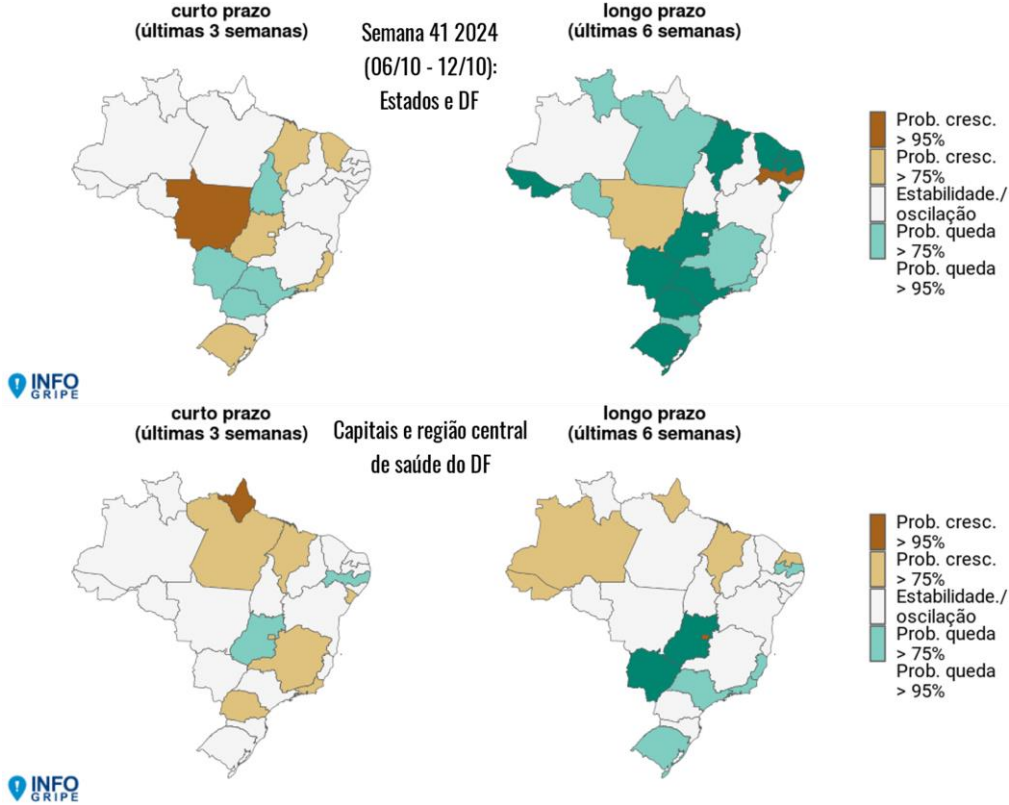 curto prazo
(últimas 3 semanas)
Semana 41 2024
(06/10 - 12/10):
Estados e DF
longo prazo
(últimas 6 semanas)
Prob. cresc.
> 95%
Prob. cresc.
> 75%
Estabilidade./
oscilação
Prob. queda
> 75%
Prob. queda
> 95%
INFO
GRIPE
curto prazo
(últimas 3 semanas)
Capitais e região central
de saúde do DF
longo prazo
(últimas 6 semanas)
Prob. cresc.
> 95%
Prob. cresc.
> 75%
Estabilidade./
oscilação
Prob. queda
> 75%
Prob. queda
> 95%
INFO
GRIPE